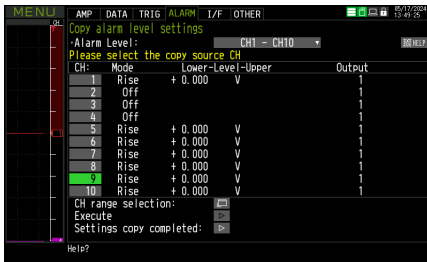 MENU AMP DATA TRIG ALARM I/F OTHER 05/17/2024 13:49:25
CH
Copy alarm level settings
·Alarm Level: CH1 - CH10
HELP
Please select the copy source CH
CH: Mode Lower-Level-Upper Output
1 Rise + 0.000 V 1
2 Off 1
3 Off 1
4 Off 1
5 Rise + 0.000 V 1
6 Rise + 0.000 V 1
7 Rise + 0.000 V 1
8 Rise + 0.000 V 1
9 Rise + 0.000 V 1
10 Rise + 0.000 V 1
CH range selection:
Execute
Settings copy completed:
Help?